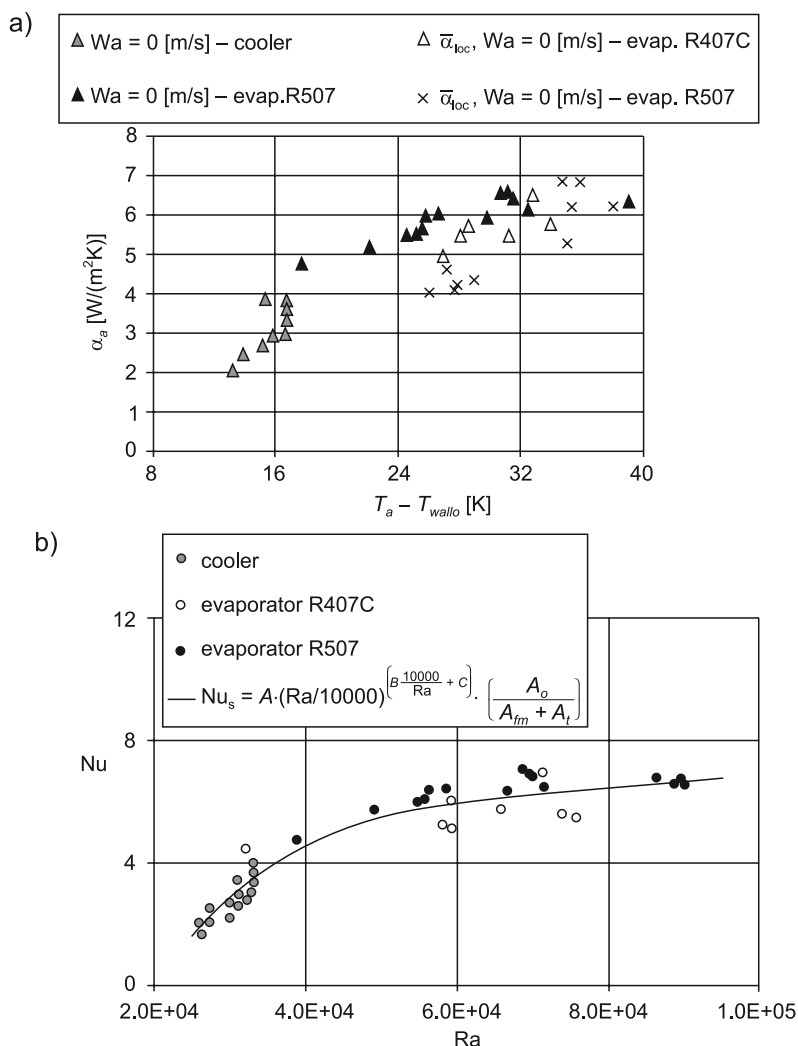 a)
Wa = 0 [m/s] – cooler
α̅loc, Wa = 0 [m/s] – evap. R407C
Wa = 0 [m/s] – evap.R507
α̅loc, Wa = 0 [m/s] – evap. R507
8
7
6
5
4
3
2
1
0
αa [W/(m²K)]
8 16 24 32 40
Ta – Twallo [K]
b)
cooler
evaporator R407C
evaporator R507
Nus = A·(Ra/10000)^(B 10000/Ra + C) · (Ao/(Afm + At))
12
8
4
0
Nu
2.0E+04 4.0E+04 6.0E+04 8.0E+04 1.0E+05
Ra